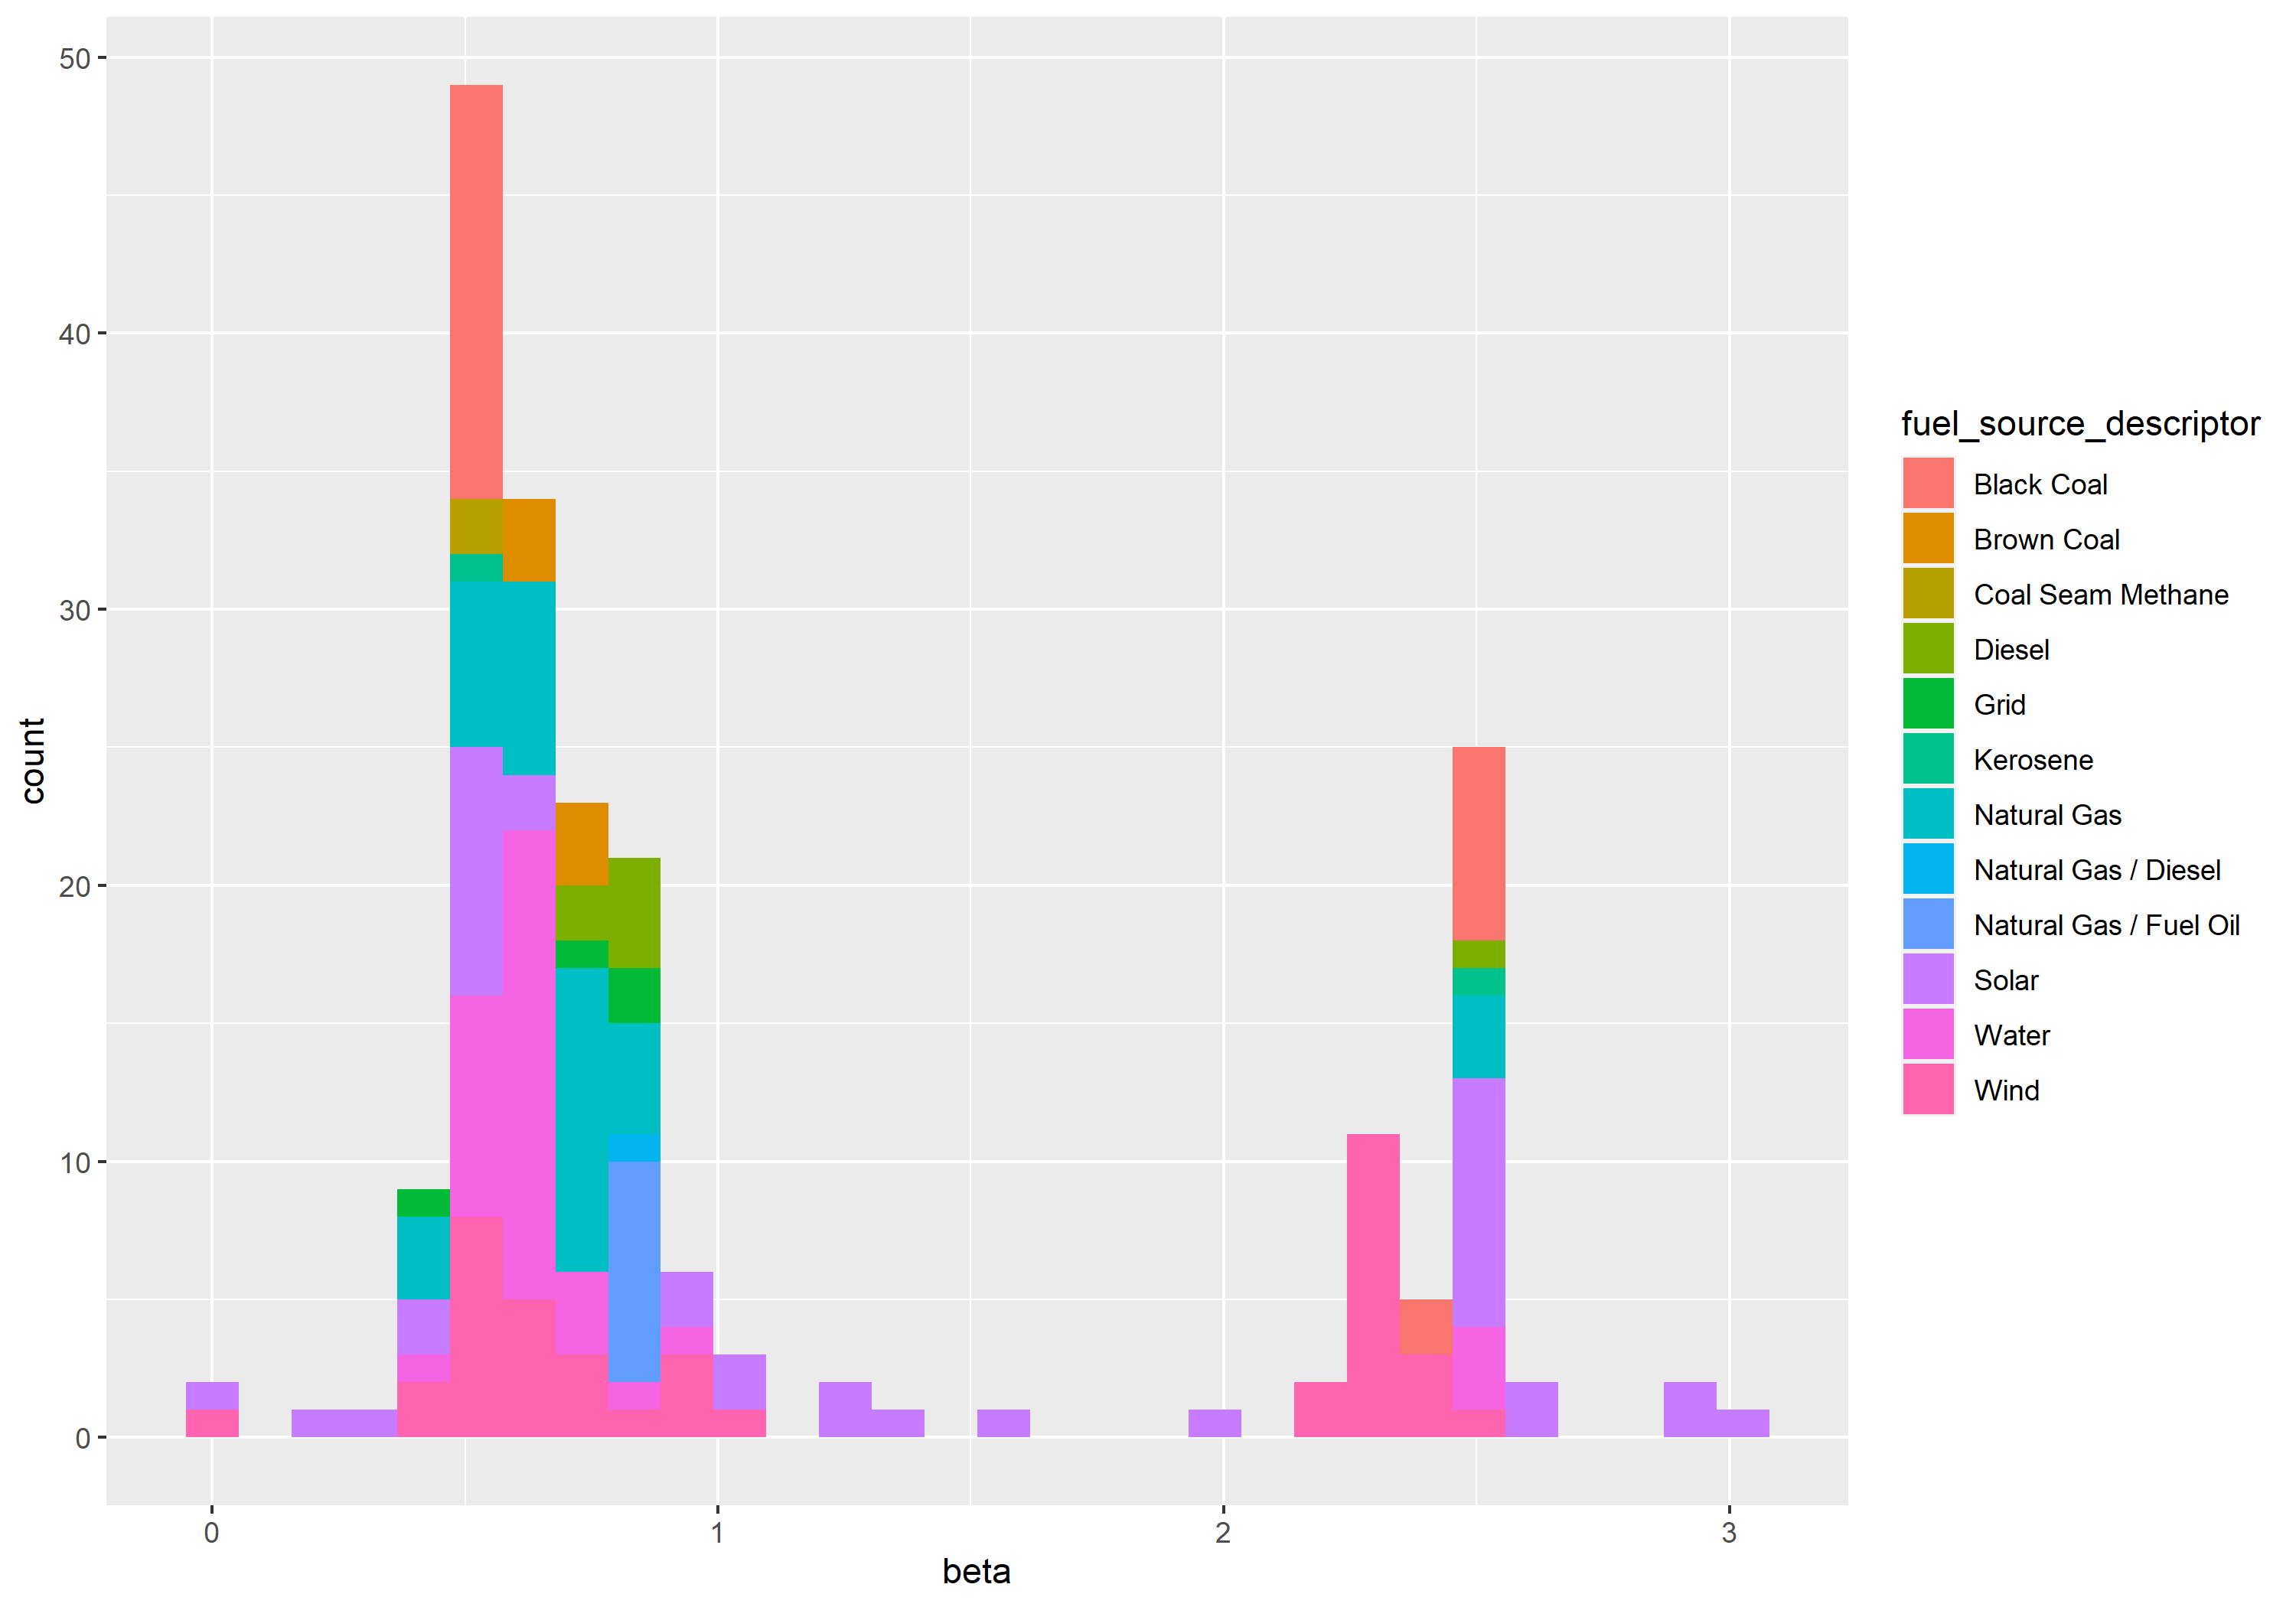 50
40
30
20
10
0
count
0 1 2 3
beta
fuel_source_descriptor
Black Coal
Brown Coal
Coal Seam Methane
Diesel
Grid
Kerosene
Natural Gas
Natural Gas / Diesel
Natural Gas / Fuel Oil
Solar
Water
Wind